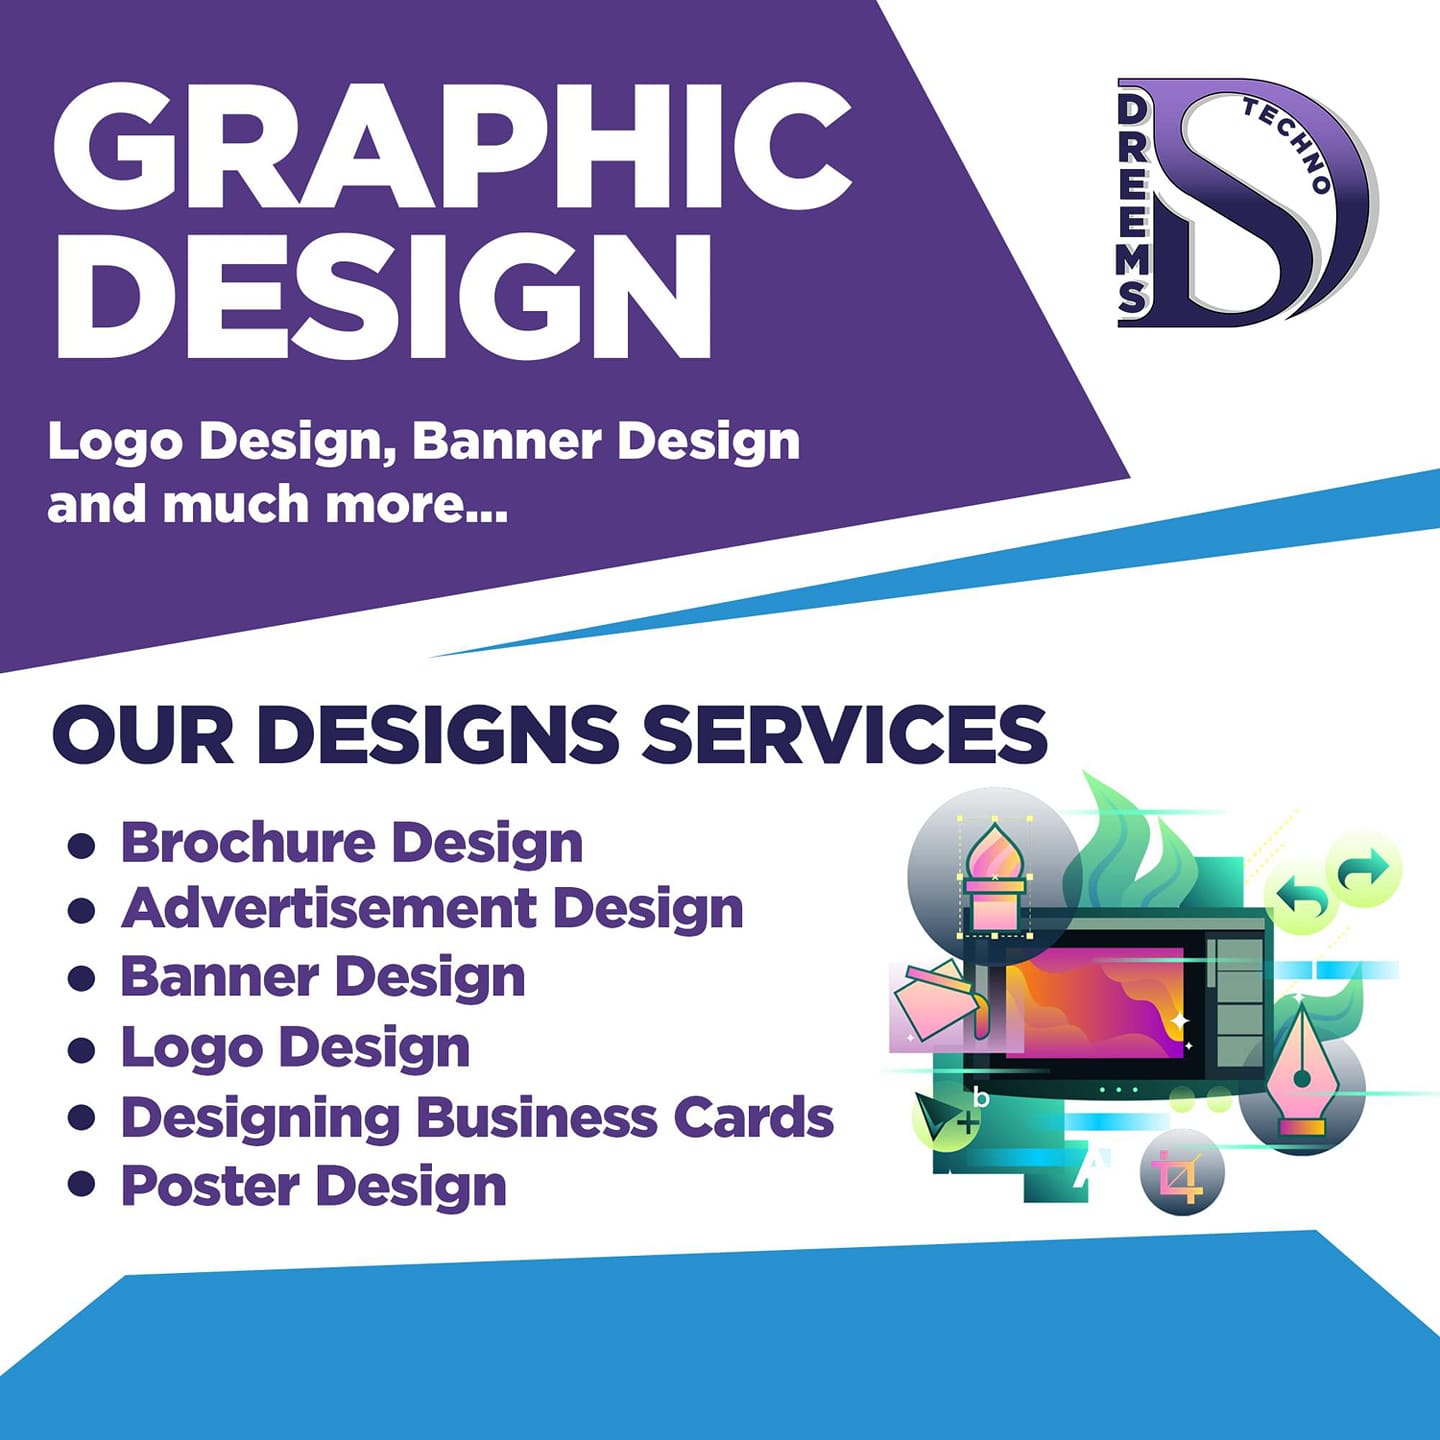 GRAPHIC
DESIGN
Logo Design, Banner Design
and much more...
DREEMS
TECHNO
OUR DESIGNS SERVICES
Brochure Design
Advertisement Design
Banner Design
Logo Design
Designing Business Cards
Poster Design
b
A